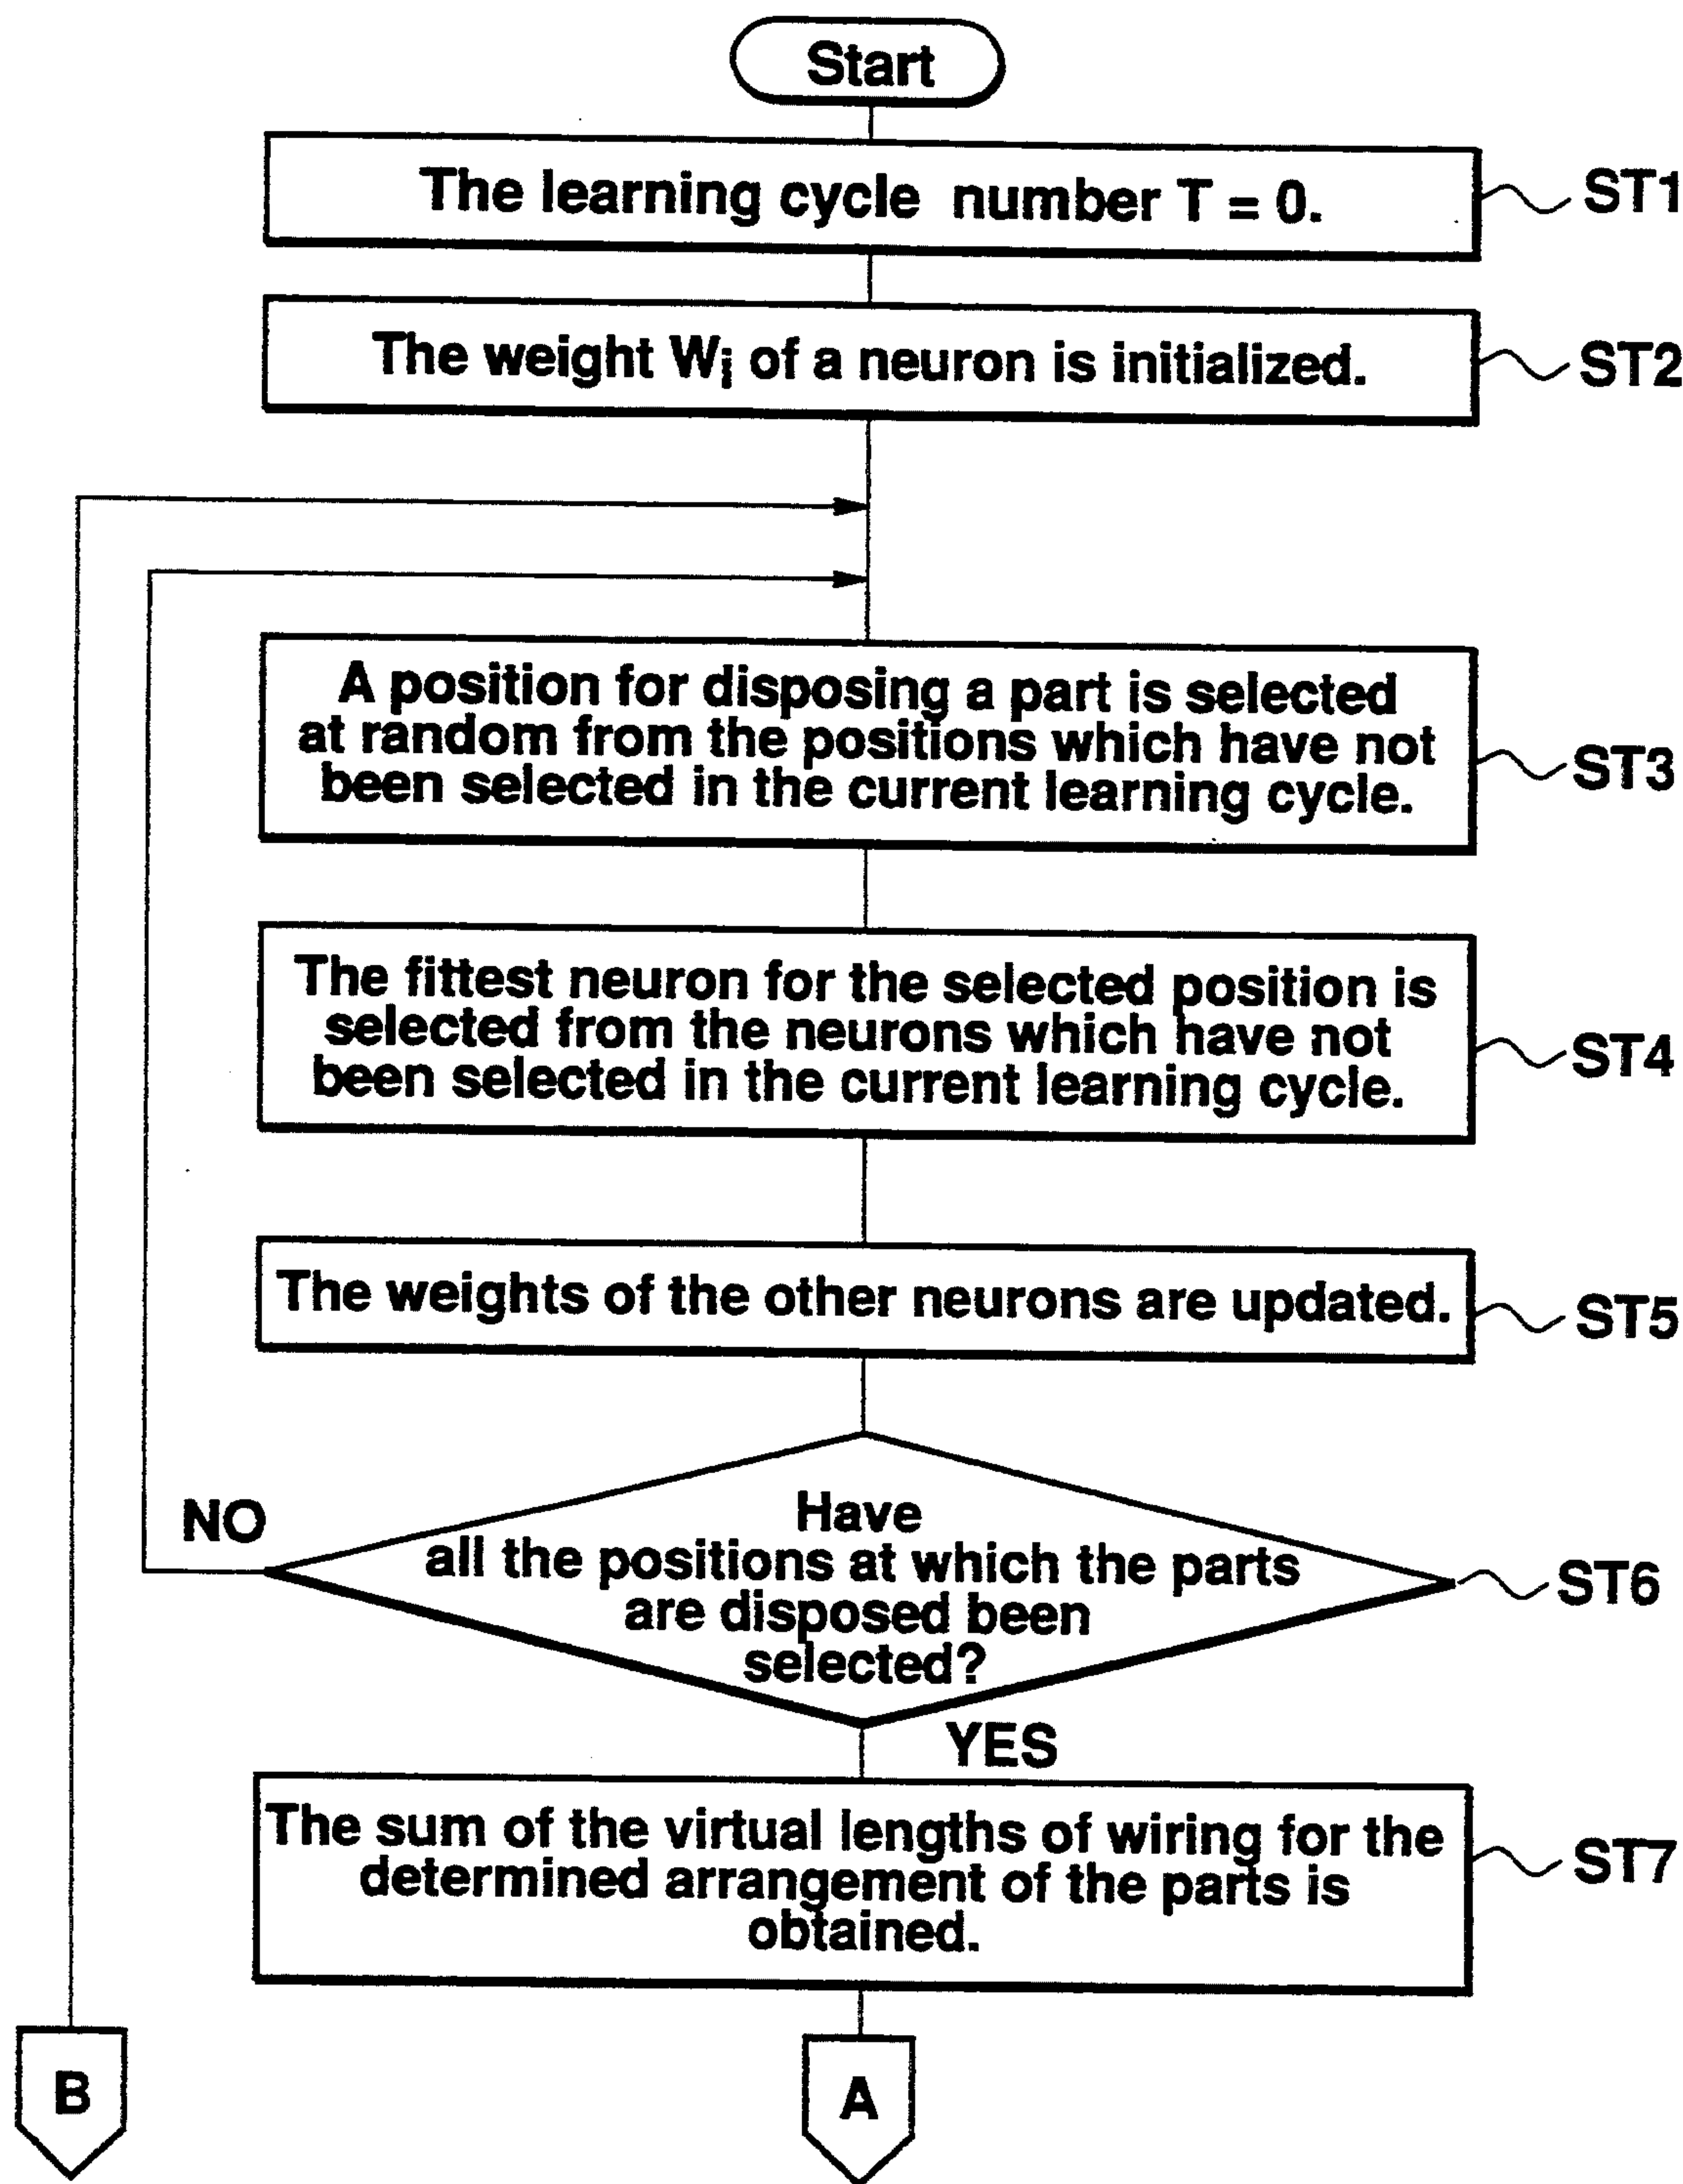 Start
The learning cycle number T = 0.
ST1
The weight Wi of a neuron is initialized.
ST2
A position for disposing a part is selected
at random from the positions which have not
been selected in the current learning cycle.
ST3
The fittest neuron for the selected position is
selected from the neurons which have not
been selected in the current learning cycle.
ST4
The weights of the other neurons are updated.
ST5
NO
Have
all the positions at which the parts
are disposed been
selected?
ST6
YES
The sum of the virtual lengths of wiring for the
determined arrangement of the parts is
obtained.
ST7
B
A